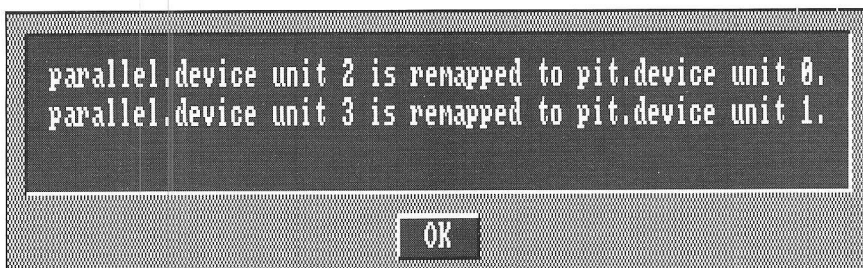 parallel.device unit 2 is remapped to pit.device unit 0.
parallel.device unit 3 is remapped to pit.device unit 1.
OK